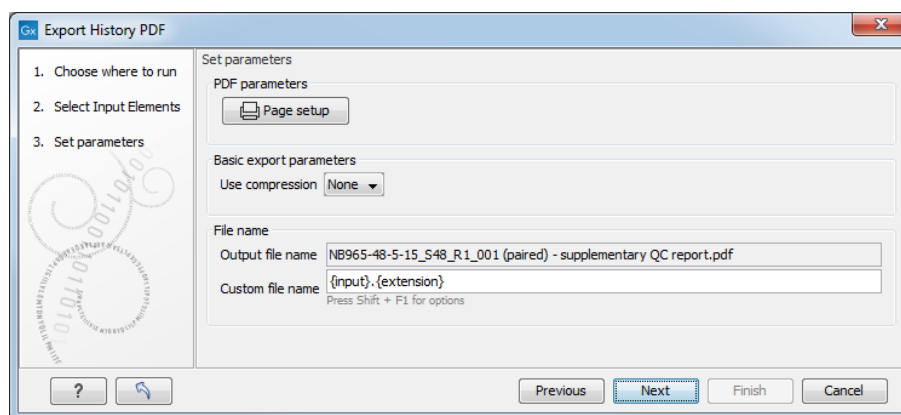 Gx Export History PDF
X
1. Choose where to run
2. Select Input Elements
3. Set parameters
Set parameters
PDF parameters
Page setup
Basic export parameters
Use compression None
File name
Output file name NB965-48-5-15_S48_R1_001 (paired) - supplementary QC report.pdf
Custom file name {input}.{extension}
Press Shift + F1 for options
? Previous Next Finish Cancel